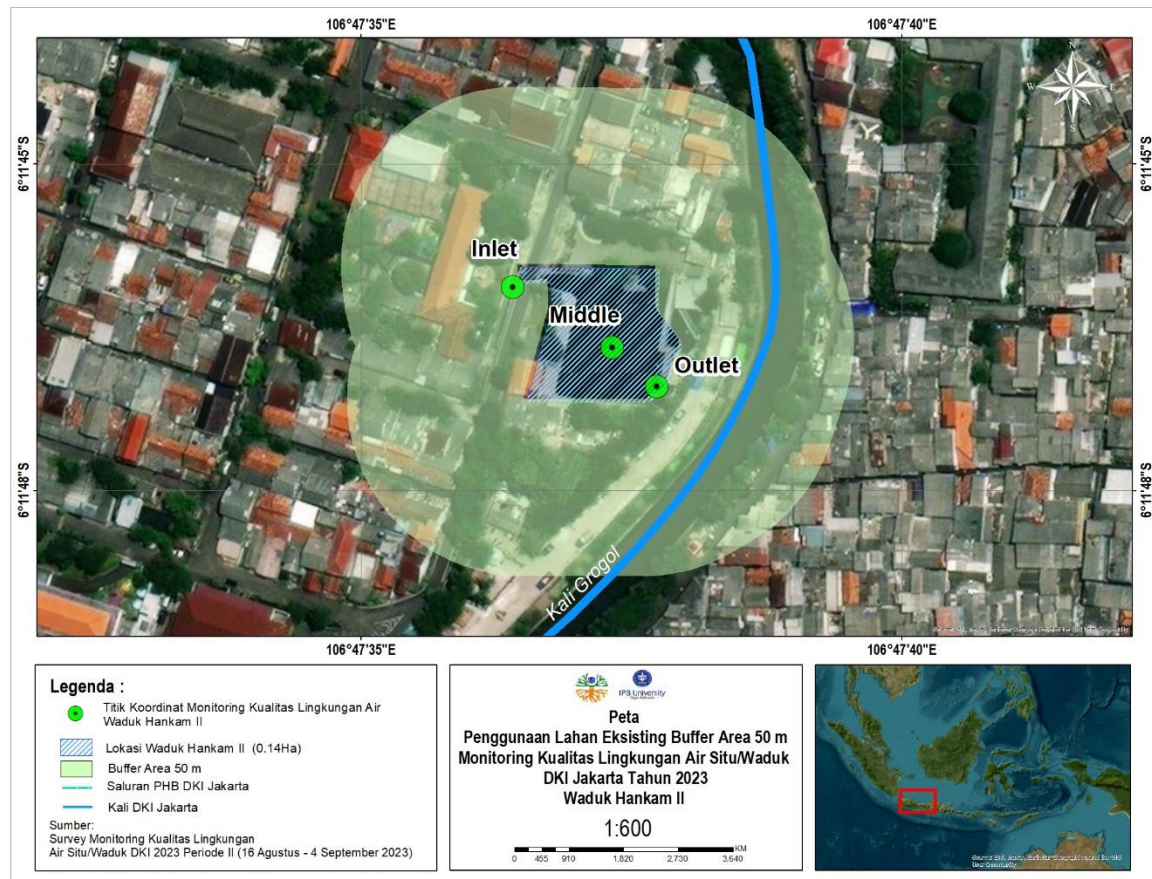 106°47'35"E
106°47'40"E
N
W
E
S
6°11'45"S
6°11'45"S
Inlet
Middle
Outlet
6°11'48"S
6°11'48"S
Kali Grogol
106°47'35"E
106°47'40"E
Legenda :
Titik Koordinat Monitoring Kualitas Lingkungan Air
Waduk Hankam II
Lokasi Waduk Hankam II (0.14Ha)
Buffer Area 50 m
Saluran PHB DKI Jakarta
Kali DKI Jakarta
Sumber:
Survey Monitoring Kualitas Lingkungan
Air Situ/Waduk DKI 2023 Periode II (16 Agustus - 4 September 2023)
IPB University
Peta
Penggunaan Lahan Eksisting Buffer Area 50 m
Monitoring Kualitas Lingkungan Air Situ/Waduk
DKI Jakarta Tahun 2023
Waduk Hankam II
1:600
KM
0 455 910 1,820 2,730 3,640
User Community